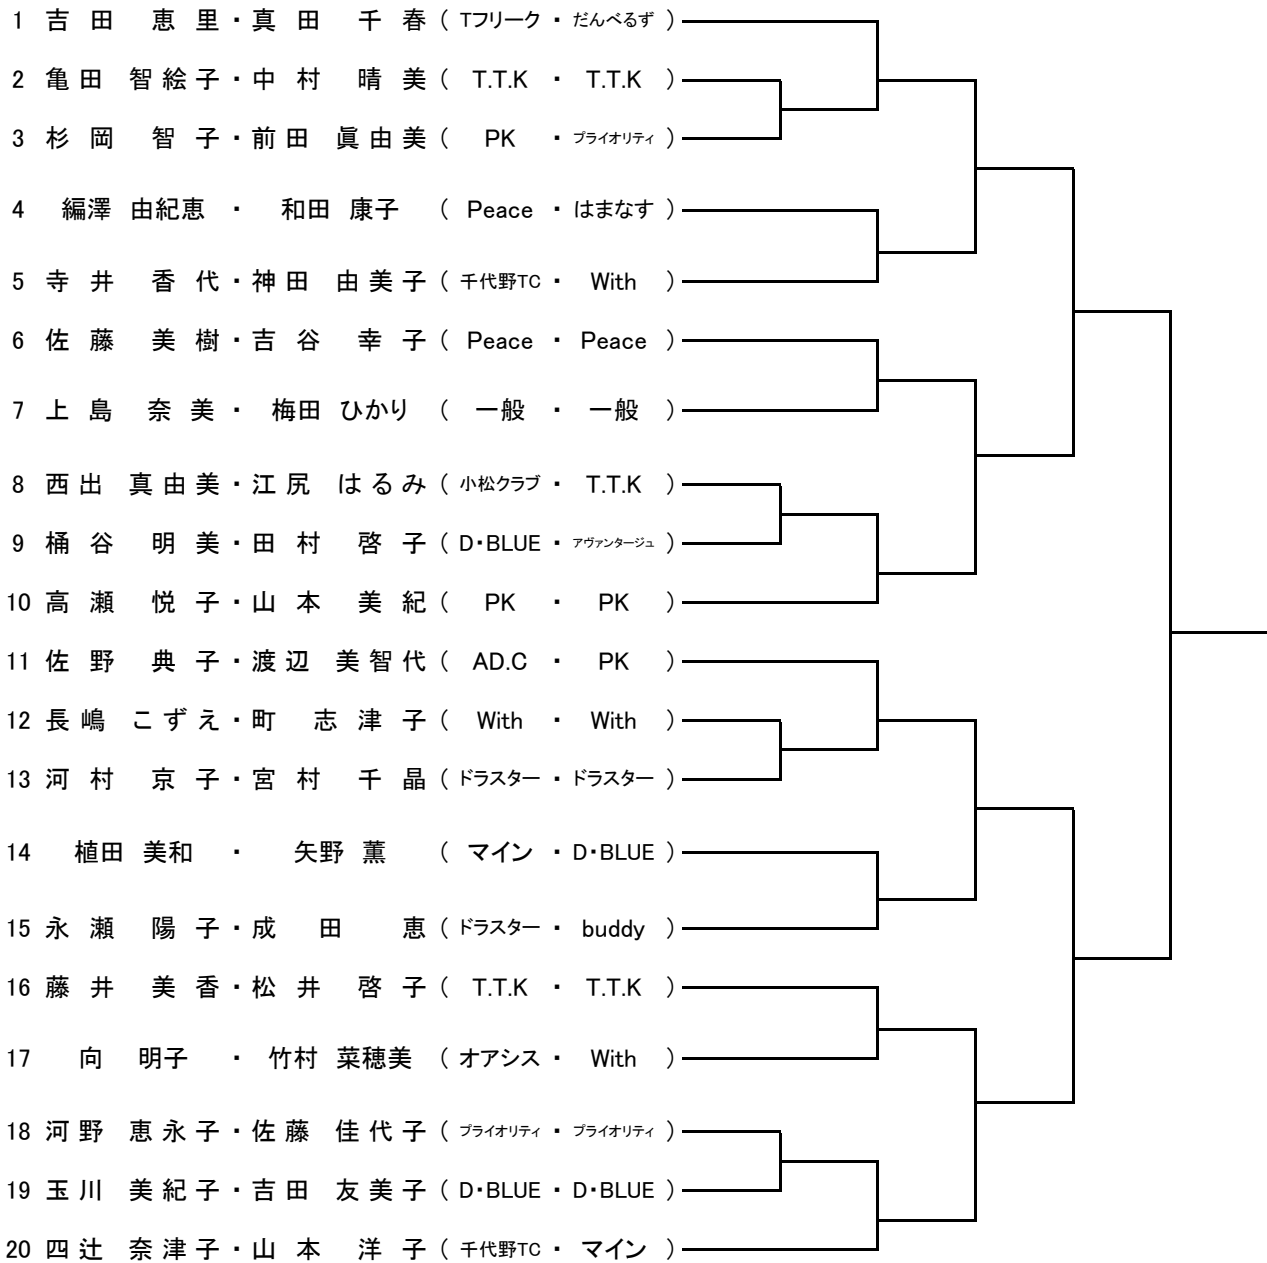 1 吉田 恵里・真田 千春 ( Tフリーク ・ だんべるず )
2 亀田 智絵子・中村 晴美 ( T.T.K ・ T.T.K )
3 杉岡 智子・前田 眞由美 ( PK ・ プライオリティ )
4 編澤 由紀恵 ・ 和田 康子 ( Peace ・ はまなす )
5 寺井 香代・神田 由美子 ( 千代野TC ・ With )
6 佐藤 美樹・吉谷 幸子 ( Peace ・ Peace )
7 上島 奈美・ 梅田 ひかり ( 一般 ・ 一般 )
8 西出 真由美・江尻 はるみ ( 小松クラブ ・ T.T.K )
9 桶谷 明美・田村 啓子 ( D・BLUE ・ アヴァンタージュ )
10 高瀬 悦子・山本 美紀 ( PK ・ PK )
11 佐野 典子・渡辺 美智代 ( AD.C ・ PK )
12 長嶋 こずえ・町 志津子 ( With ・ With )
13 河村 京子・宮村 千晶 ( ドラスター ・ ドラスター )
14 植田 美和 ・ 矢野 薫 ( マイン ・ D・BLUE )
15 永瀬 陽子・成田 恵 ( ドラスター ・ buddy )
16 藤井 美香・松井 啓子 ( T.T.K ・ T.T.K )
17 向 明子 ・ 竹村 菜穂美 ( オアシス ・ With )
18 河野 恵永子・佐藤 佳代子 ( プライオリティ ・ プライオリティ )
19 玉川 美紀子・吉田 友美子 ( D・BLUE ・ D・BLUE )
20 四辻 奈津子・山本 洋子 ( 千代野TC ・ マイン )